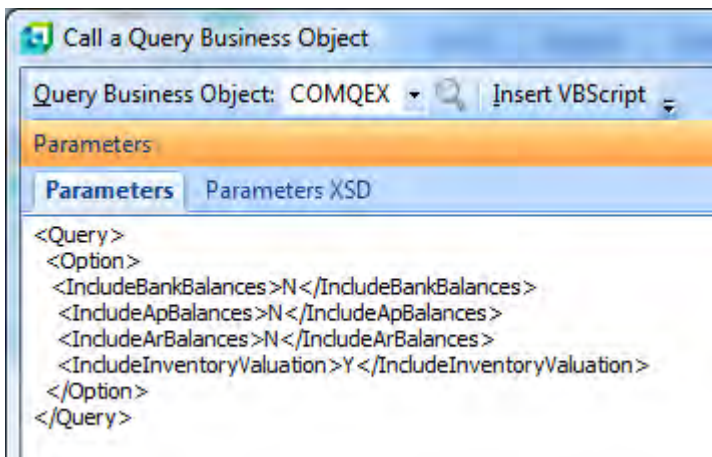 Call a Query Business Object
Query Business Object: COMQEX Insert VBScript
Parameters
Parameters Parameters XSD
<Query>
<Option>
<IncludeBankBalances>N</IncludeBankBalances>
<IncludeApBalances>N</IncludeApBalances>
<IncludeArBalances>N</IncludeArBalances>
<IncludeInventoryValuation>Y</IncludeInventoryValuation>
</Option>
</Query>